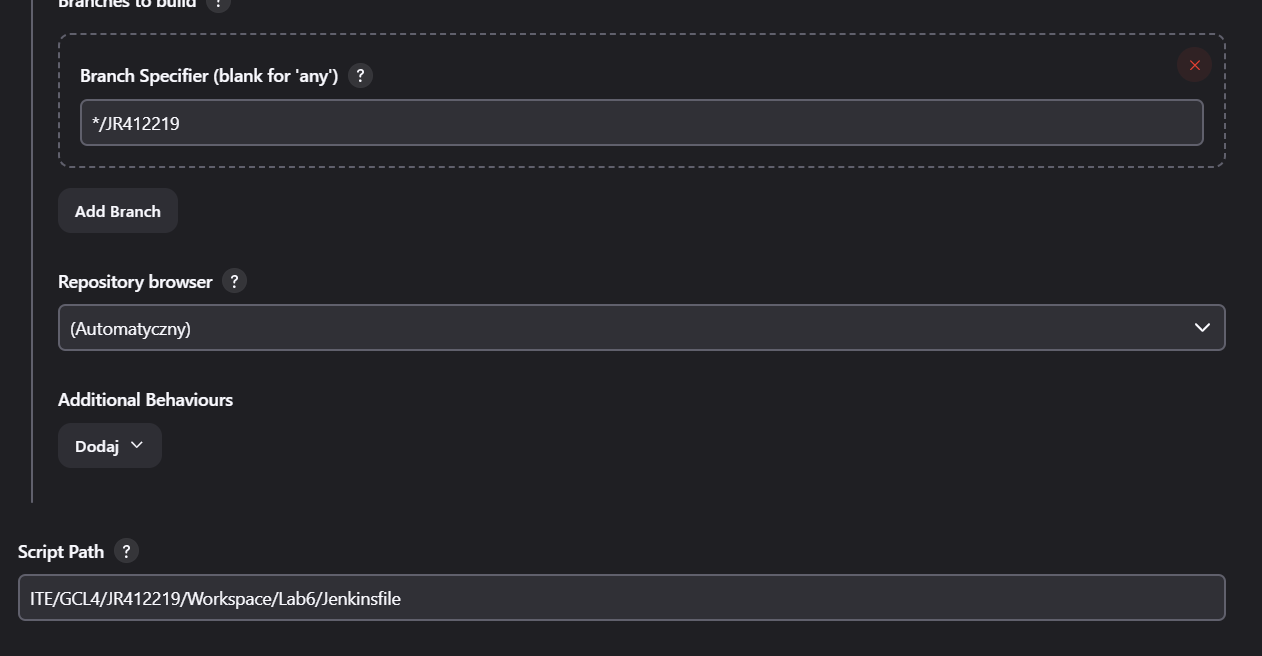 Branches to build ?
Branch Specifier (blank for 'any') ?
*/JR412219
Add Branch
Repository browser ?
(Automatyczny)
Additional Behaviours
Dodaj
Script Path ?
ITE/GCL4/JR412219/Workspace/Lab6/Jenkinsfile